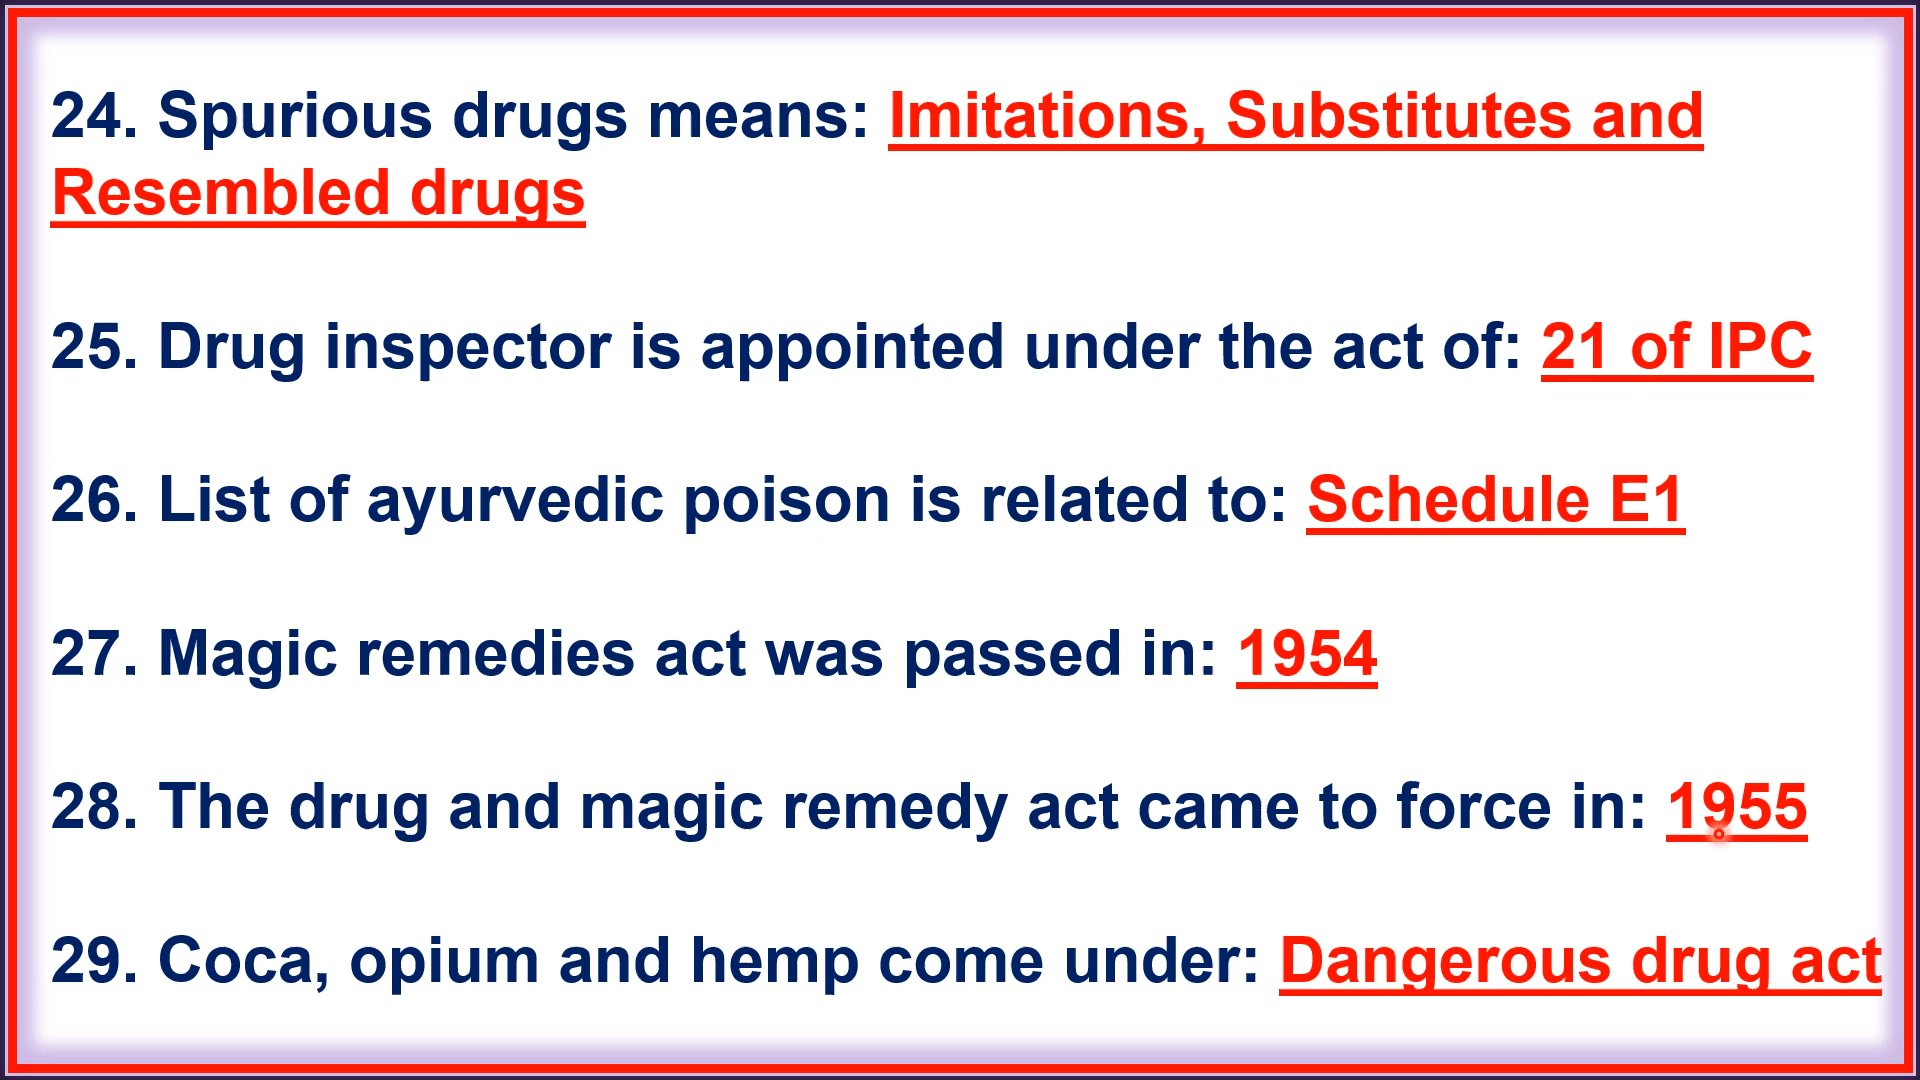 24. Spurious drugs means: Imitations, Substitutes and
Resembled drugs
25. Drug inspector is appointed under the act of: 21 of IPC
26. List of ayurvedic poison is related to: Schedule E1
27. Magic remedies act was passed in: 1954
28. The drug and magic remedy act came to force in: 1955
29. Coca, opium and hemp come under: Dangerous drug act